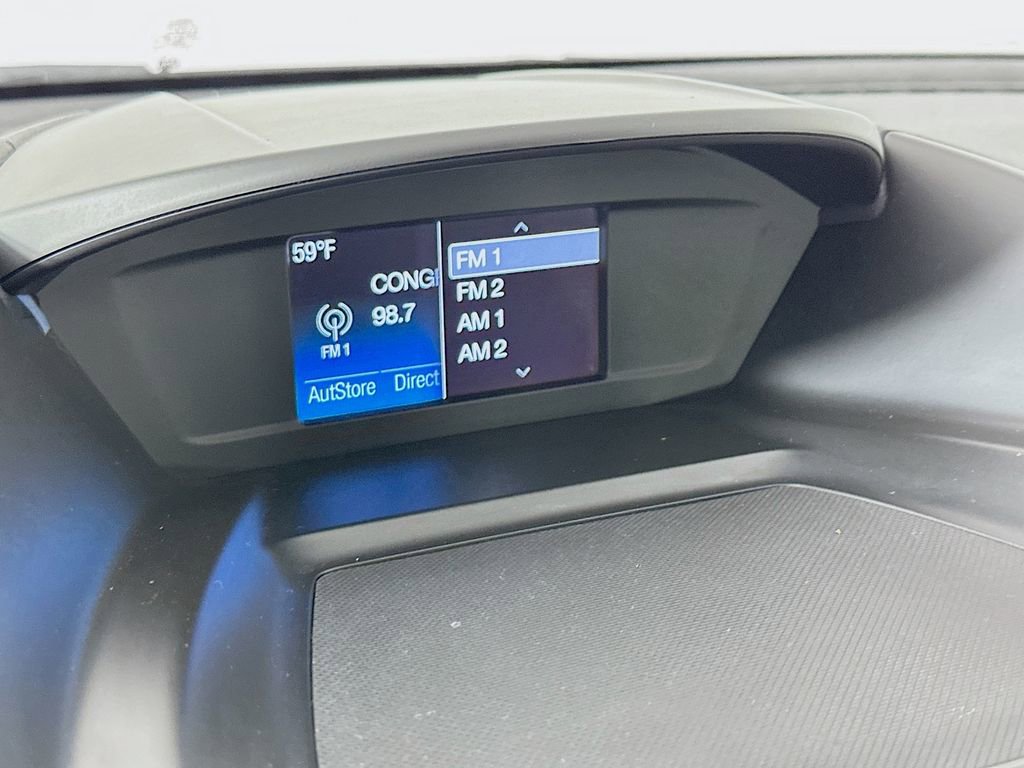 59°F
CONG
98.7
FM 1
AutStore Direct
FM 1
FM 2
AM 1
AM 2